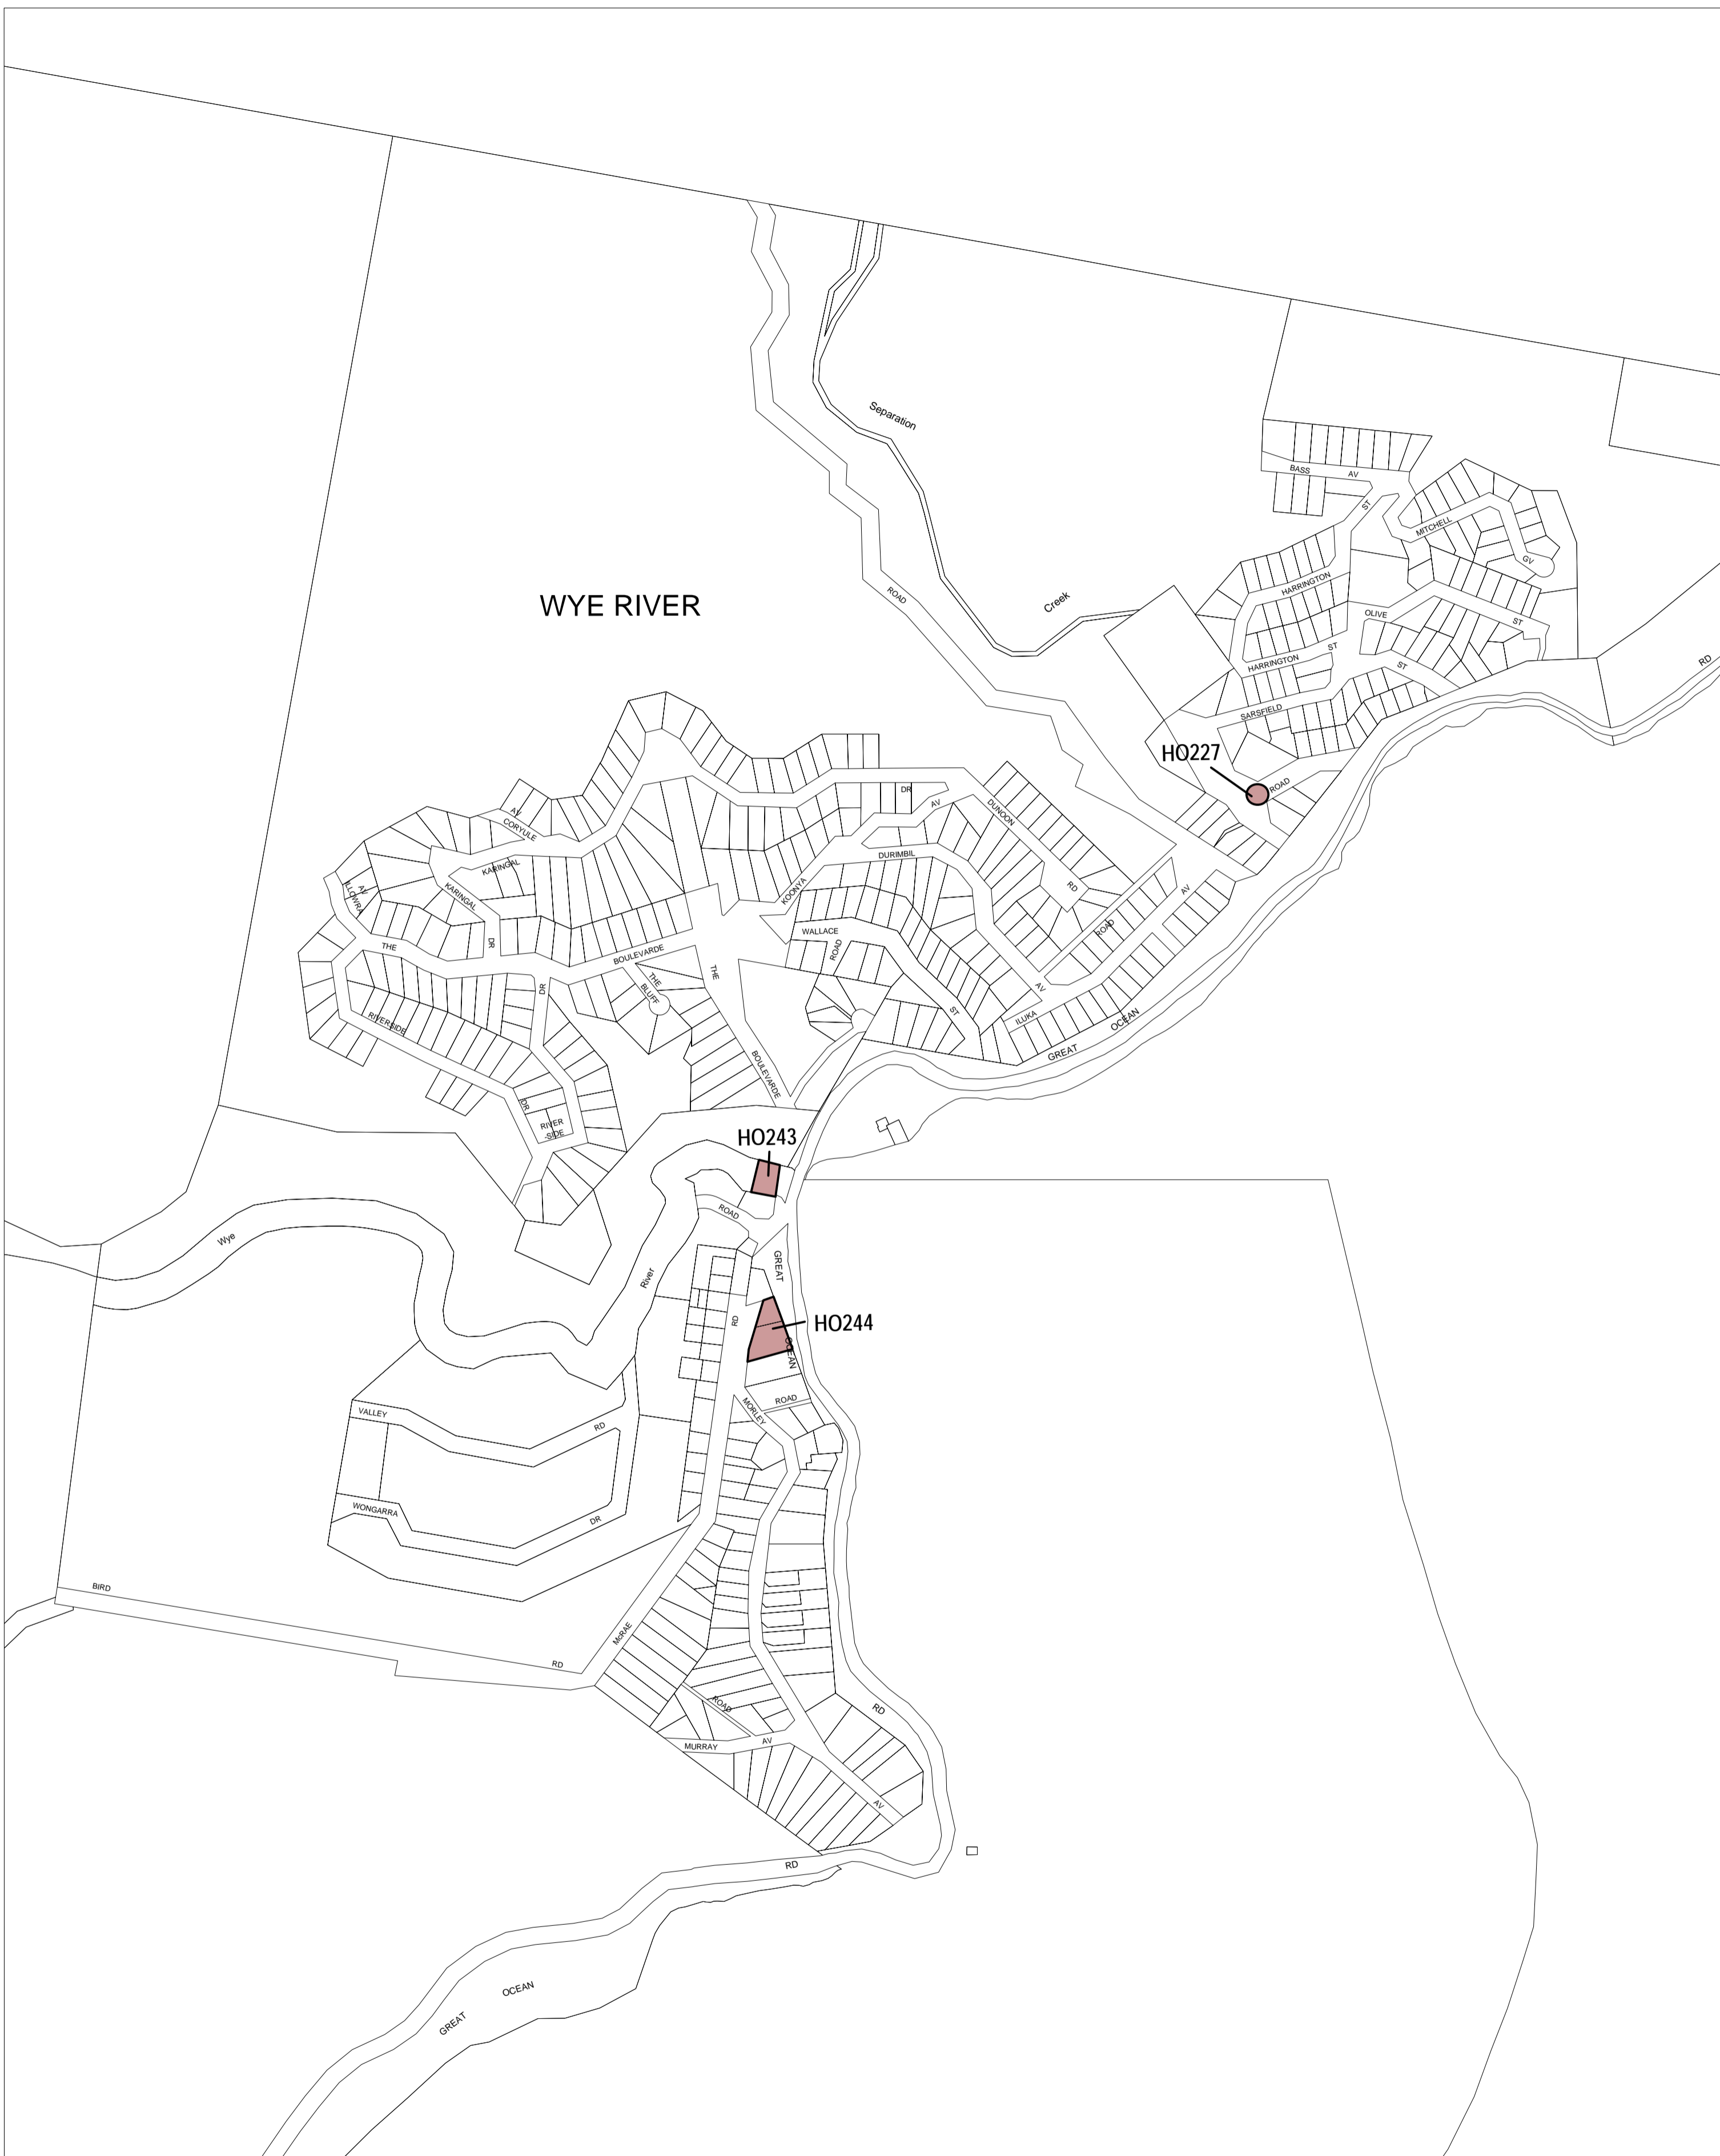 Separation
BASS
AV
ST
MITCHELL
GV
ROAD
WYE RIVER
Creek
HARRINGTON
OLIVE
ST
HARRINGTON
ST
ST
RD
SARSFIELD
HO227
ROAD
DR
AV
DUNOON
AV
CORYULE
DURIMBIL
KARINGAL
KARINGAL
AV
ILLOWRA
KOONYA
RD
AV
WALLACE
ROAD
ROAD
THE
DR
BOULEVARDE
THE
BLUFF
THE
DR
AV
ST
ILUKA
RIVERSIDE
OCEAN
GREAT
BOULEVARDE
DR
RIVER
-SIDE
HO243
ROAD
Wye
River
GREAT
RD
HO244
OCEAN
ROAD
MORLEY
VALLEY
RD
WONGARRA
DR
BIRD
McRAE
RD
ROAD
RD
MURRAY
AV
AV
RD
OCEAN
GREAT